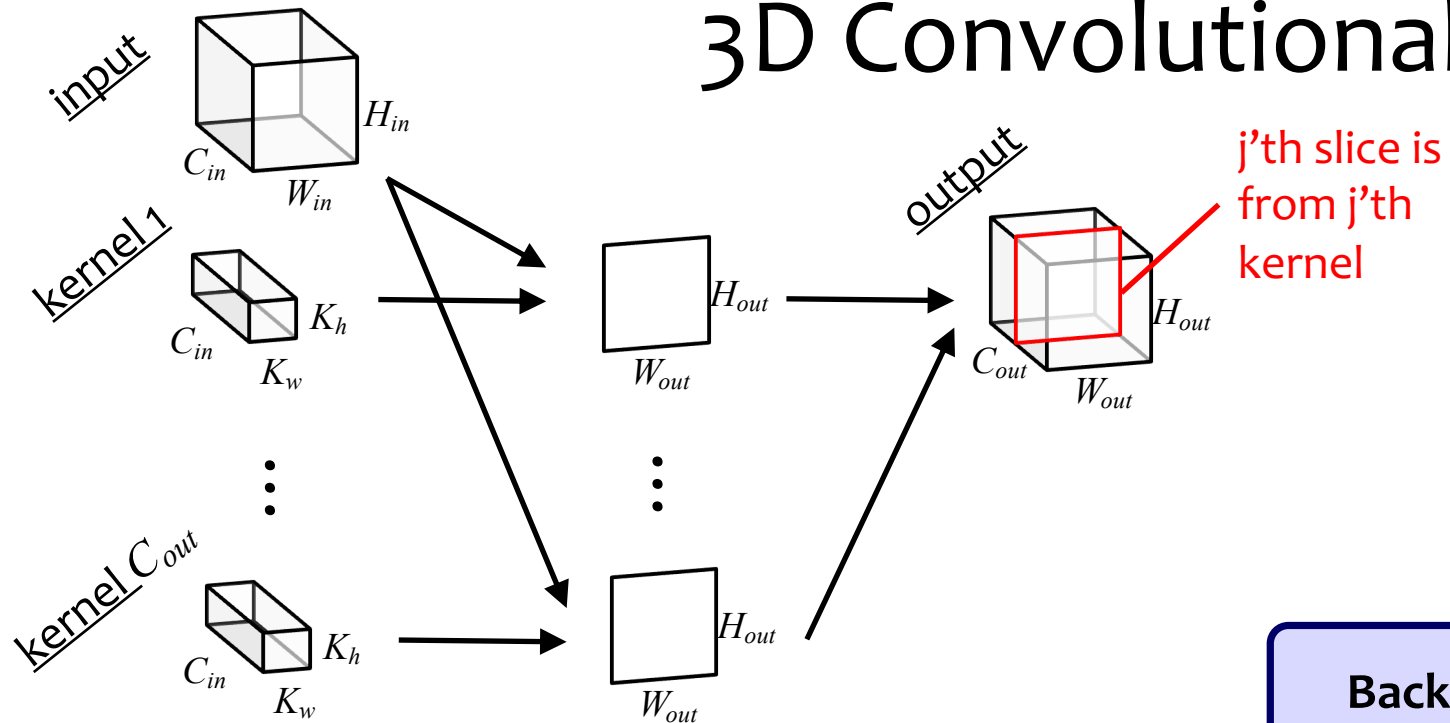 3D Convolutional
input
H_in
C_in
W_in
kernel 1
K_h
C_in
K_w
H_out
W_out
output
j'th slice is
from j'th
kernel
H_out
C_out
W_out
⋮
⋮
kernel C_out
K_h
C_in
K_w
H_out
W_out
Back